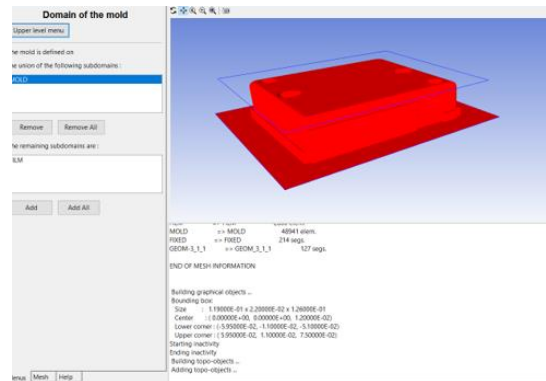 Domain of the mold
Upper level menu
he mold is defined on
he union of the following subdomains :
MOLD
Remove
Remove All
he remaining subdomains are :
ILM
Add
Add All
MOLD => MOLD 48941 elem.
FIXED => FIXED 214 segs.
GEOM-3_1_1 => GEOM_3_1_1 127 segs.
END OF MESH INFORMATION
Building graphical objects ...
Bounding box:
Size : 1.19000E-01 x 2.20000E-02 x 1.26000E-01
Center : ( 0.00000E+00, 0.00000E+00, 1.20000E-02)
Lower corner : (-5.95000E-02, -1.10000E-02, -5.10000E-02)
Upper corner : ( 5.95000E-02, 1.10000E-02, 7.50000E-02)
Starting inactivity
Ending inactivity
Building topo-objects ...
Adding topo-objects ...
enus Mesh Help